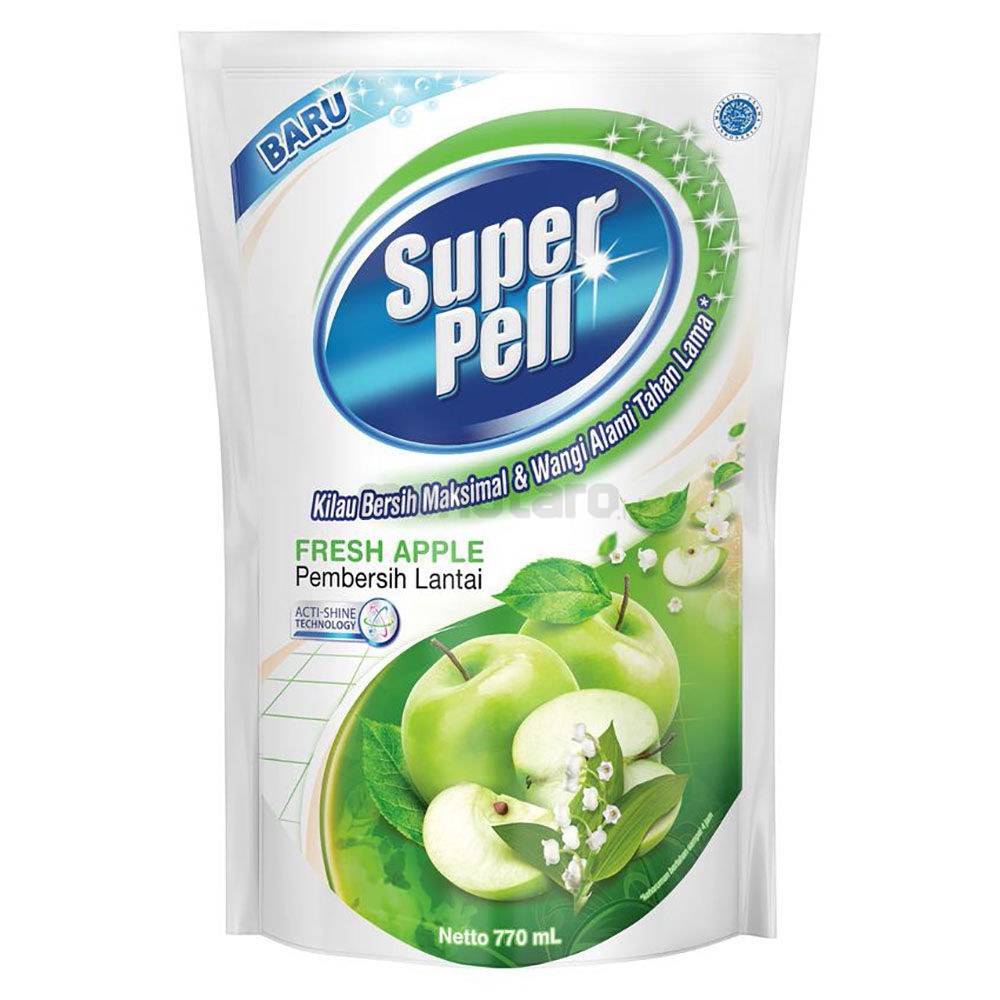 BARU
Super
Pell
Kilau Bersih Maksimal & Wangi Alami Tahan Lama*
FRESH APPLE
Pembersih Lantai
ACTI-SHINE
TECHNOLOGY
Netto 770 mL